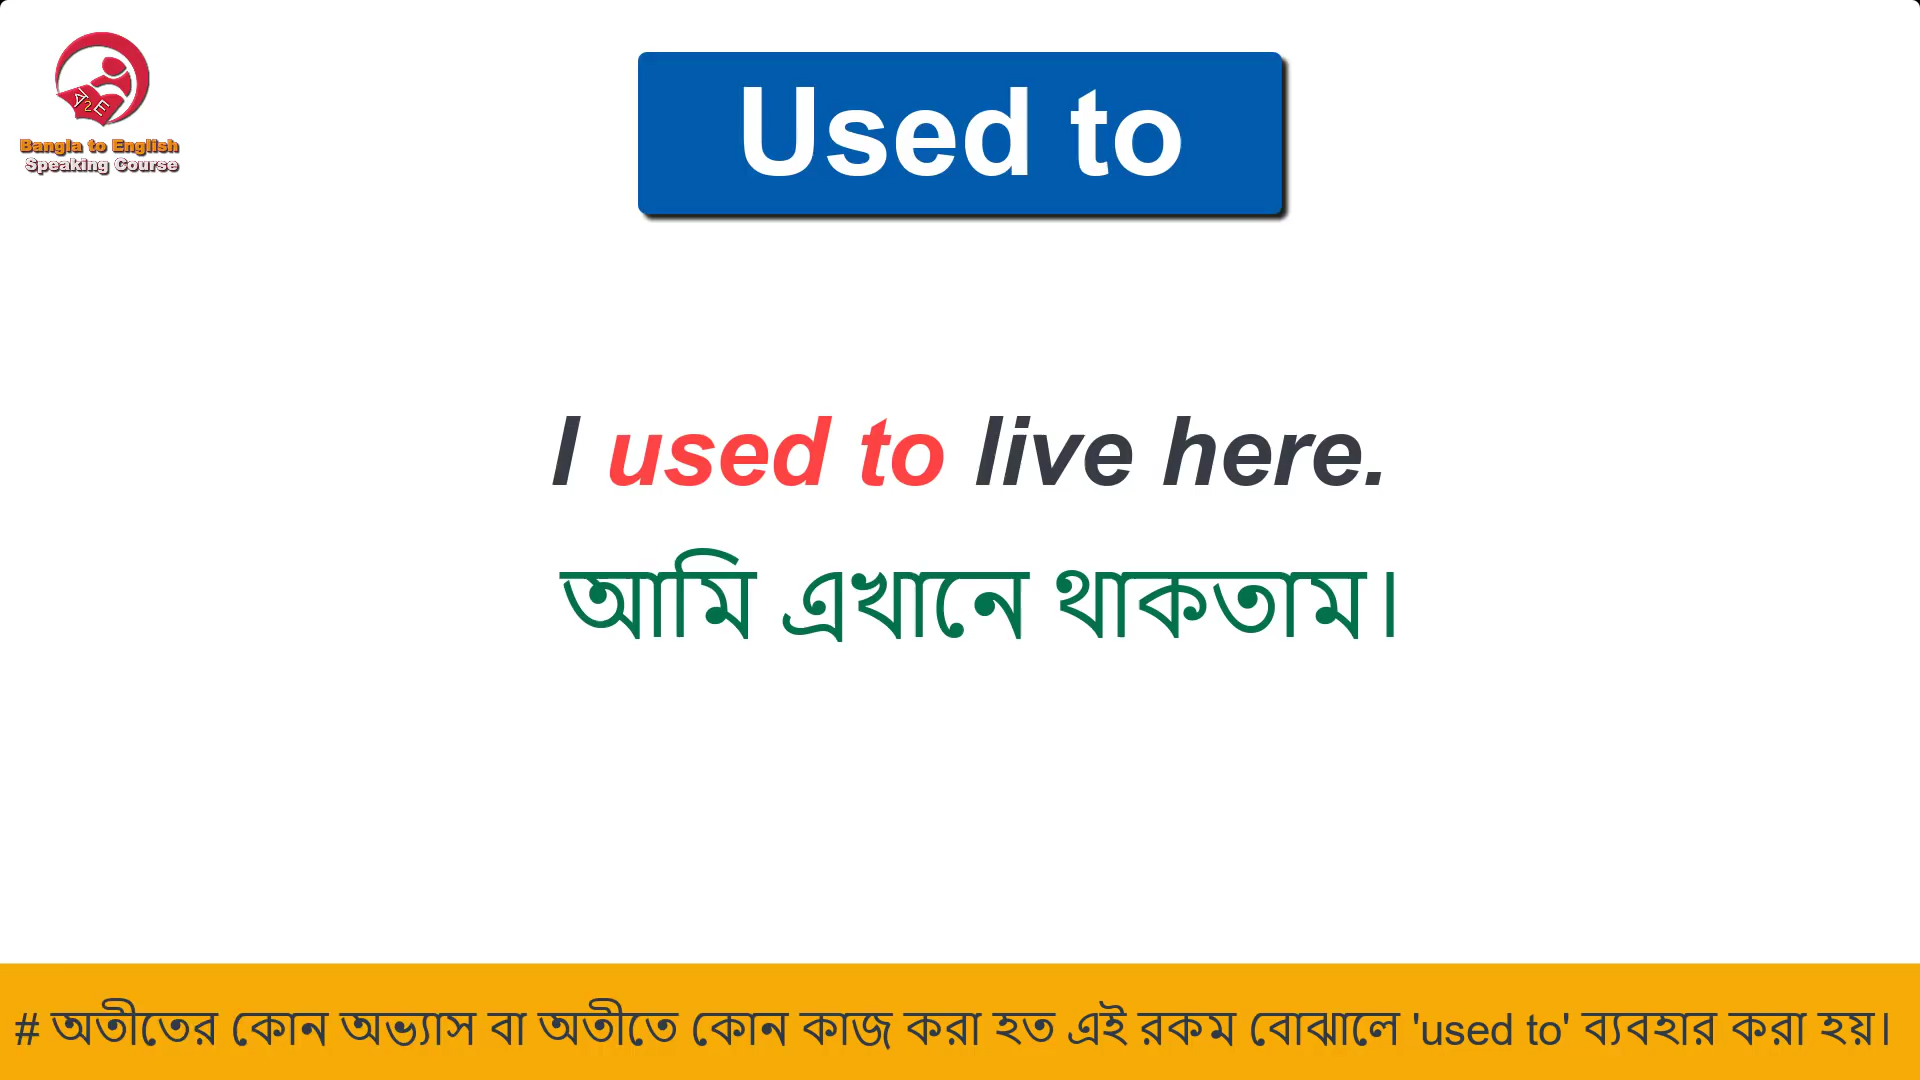 Used to
Bangla to English
Speaking Course
I used to live here.
আমি এখানে থাকতাম।
# অতীতের কোন অভ্যাস বা অতীতে কোন কাজ করা হত এই রকম বোঝালে 'used to' ব্যবহার করা হয়।